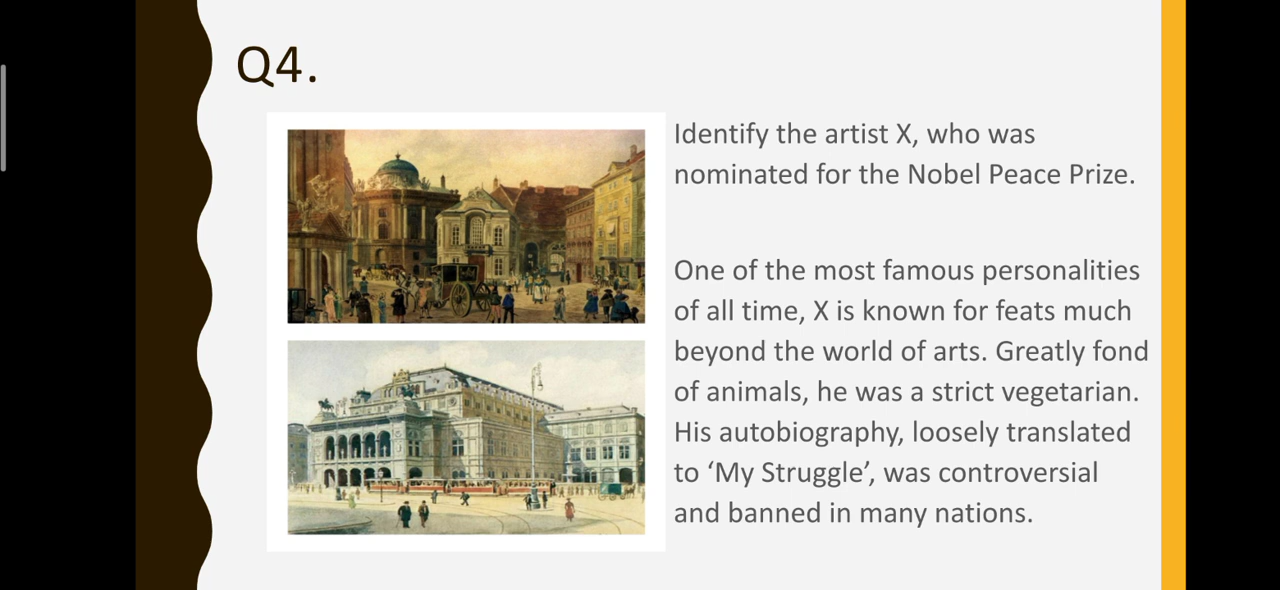 Q4.
Identify the artist X, who was
nominated for the Nobel Peace Prize.
One of the most famous personalities
of all time, X is known for feats much
beyond the world of arts. Greatly fond
of animals, he was a strict vegetarian.
His autobiography, loosely translated
to ‘My Struggle’, was controversial
and banned in many nations.